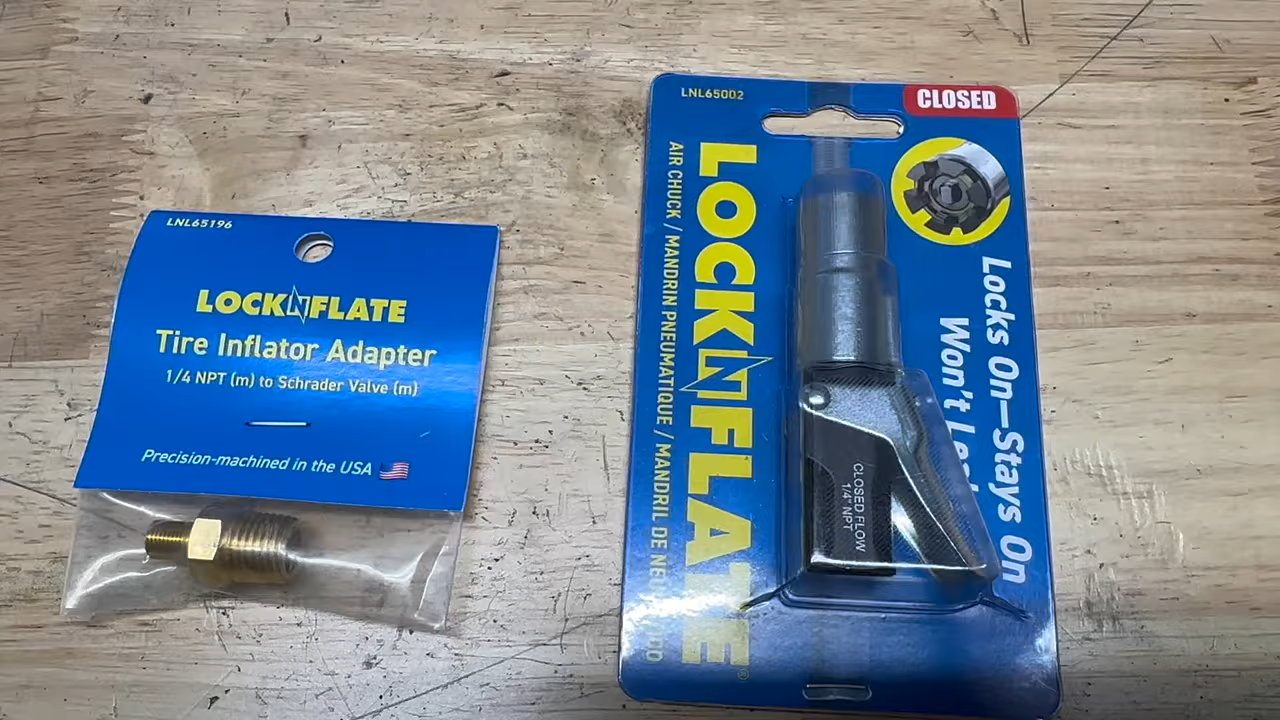 LNL65196
LOCKNFLATE
Tire Inflator Adapter
1/4 NPT (m) to Schrader Valve (m)
Precision-machined in the USA
LNL65002
CLOSED
LOCKNFLATE®
AIR CHUCK / MANDRIN PNEUMATIQUE / MANDRIL DE
Locks On—Stays On
Won't
CLOSED FLOW
1/4" NPT